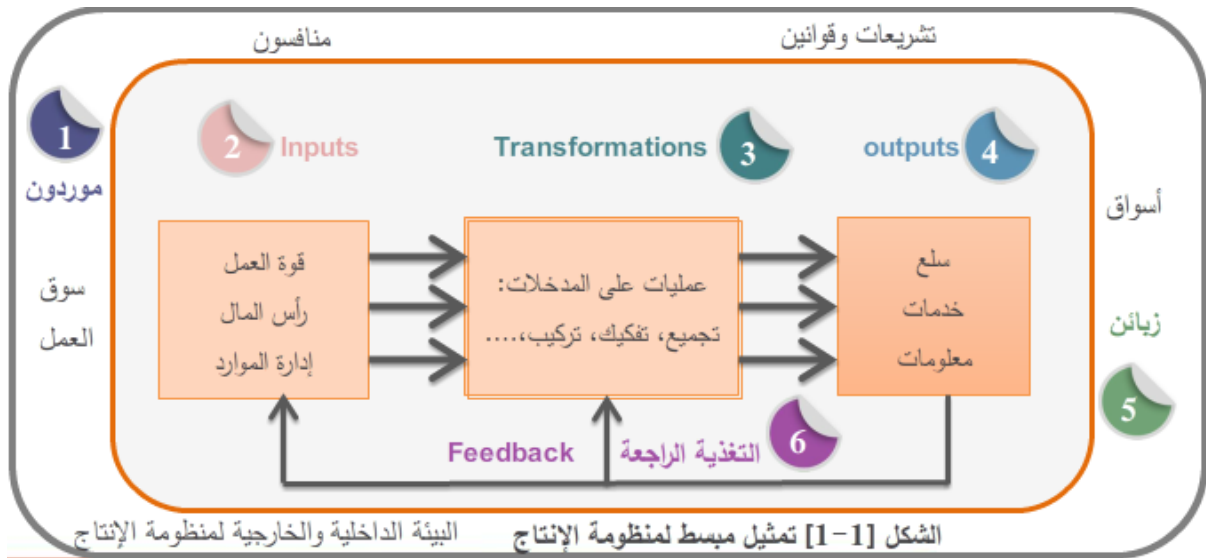 منافسون
تشريعات وقوانين
1
موردون
سوق
العمل
2 Inputs
Transformations 3
outputs 4
قوة العمل
رأس المال
إدارة الموارد
عمليات على المدخلات:
تجميع، تفكيك، تركيب،....
سلع
خدمات
معلومات
أسواق
زبائن
5
Feedback التغذية الراجعة 6
الشكل [1-1] تمثيل مبسط لمنظومة الإنتاج
البيئة الداخلية والخارجية لمنظومة الإنتاج